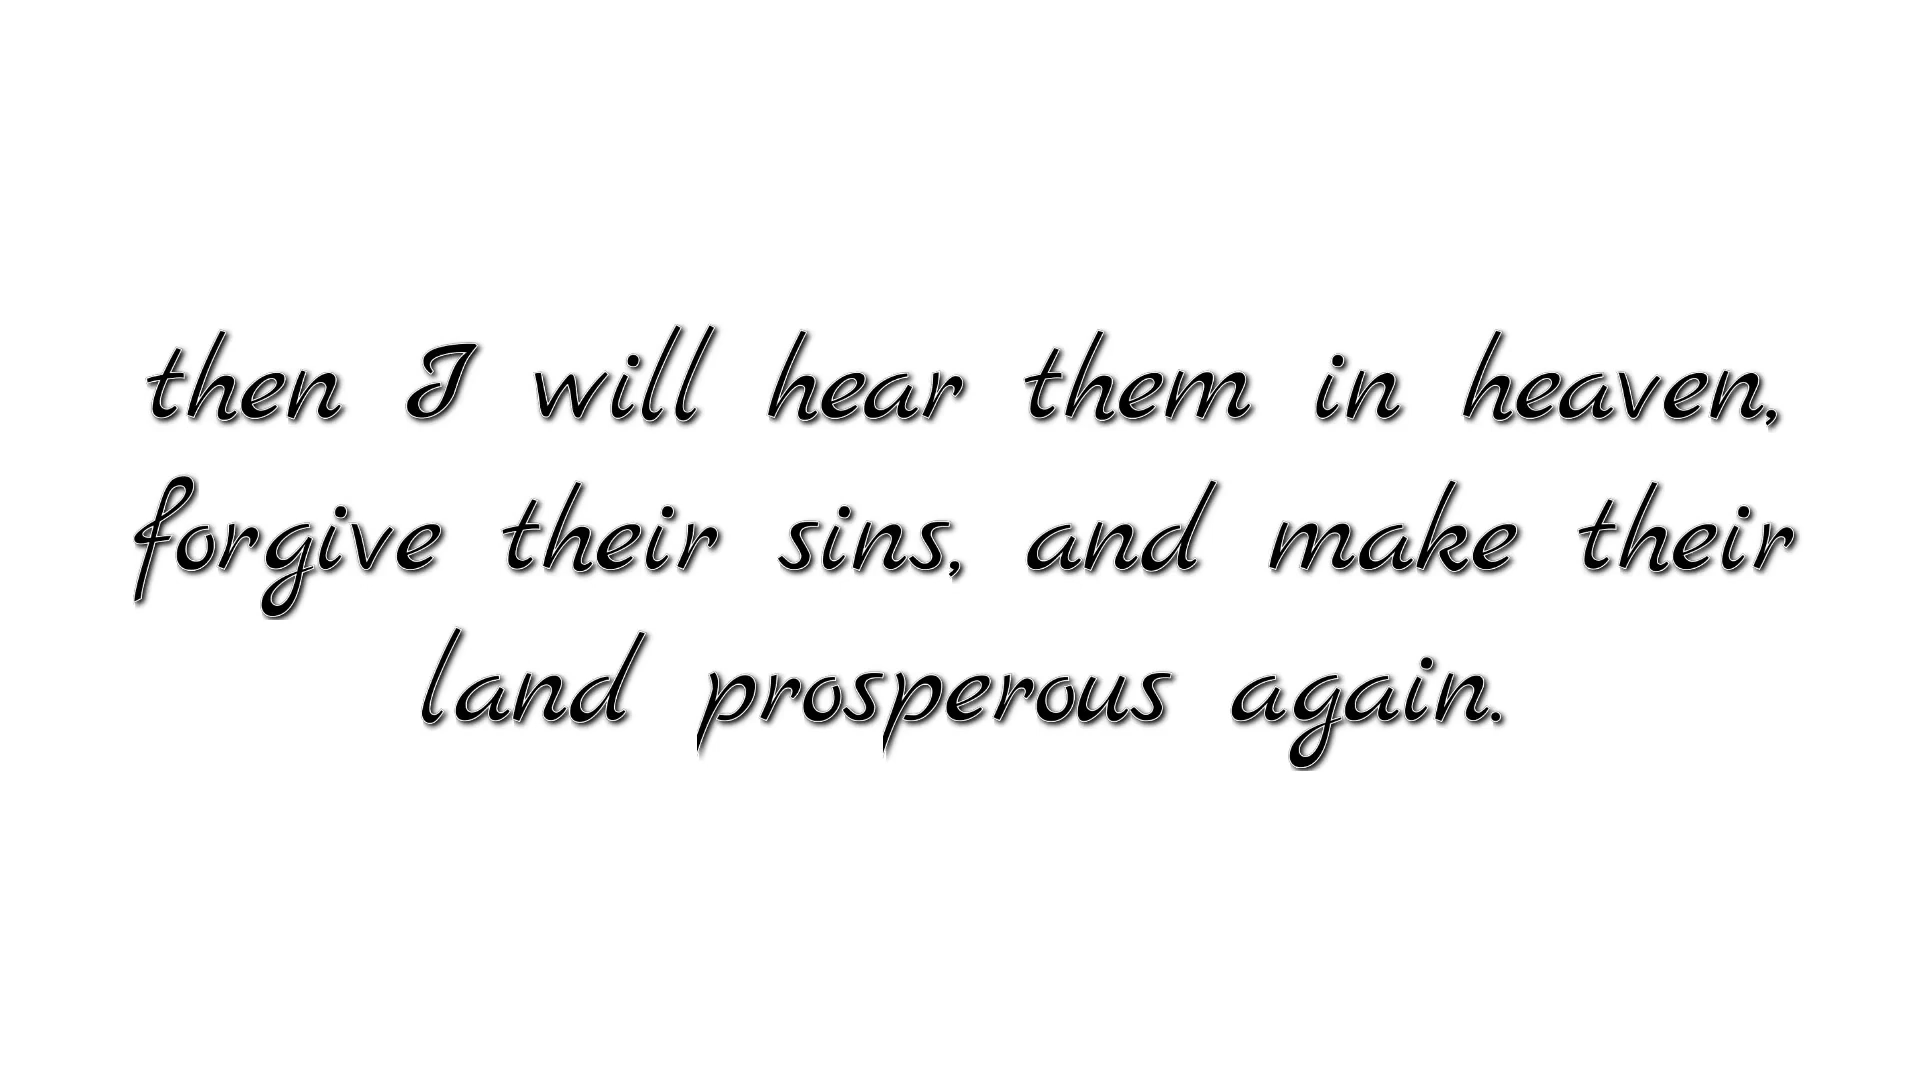 then I will hear them in heaven,
forgive their sins, and make their
land prosperous again.